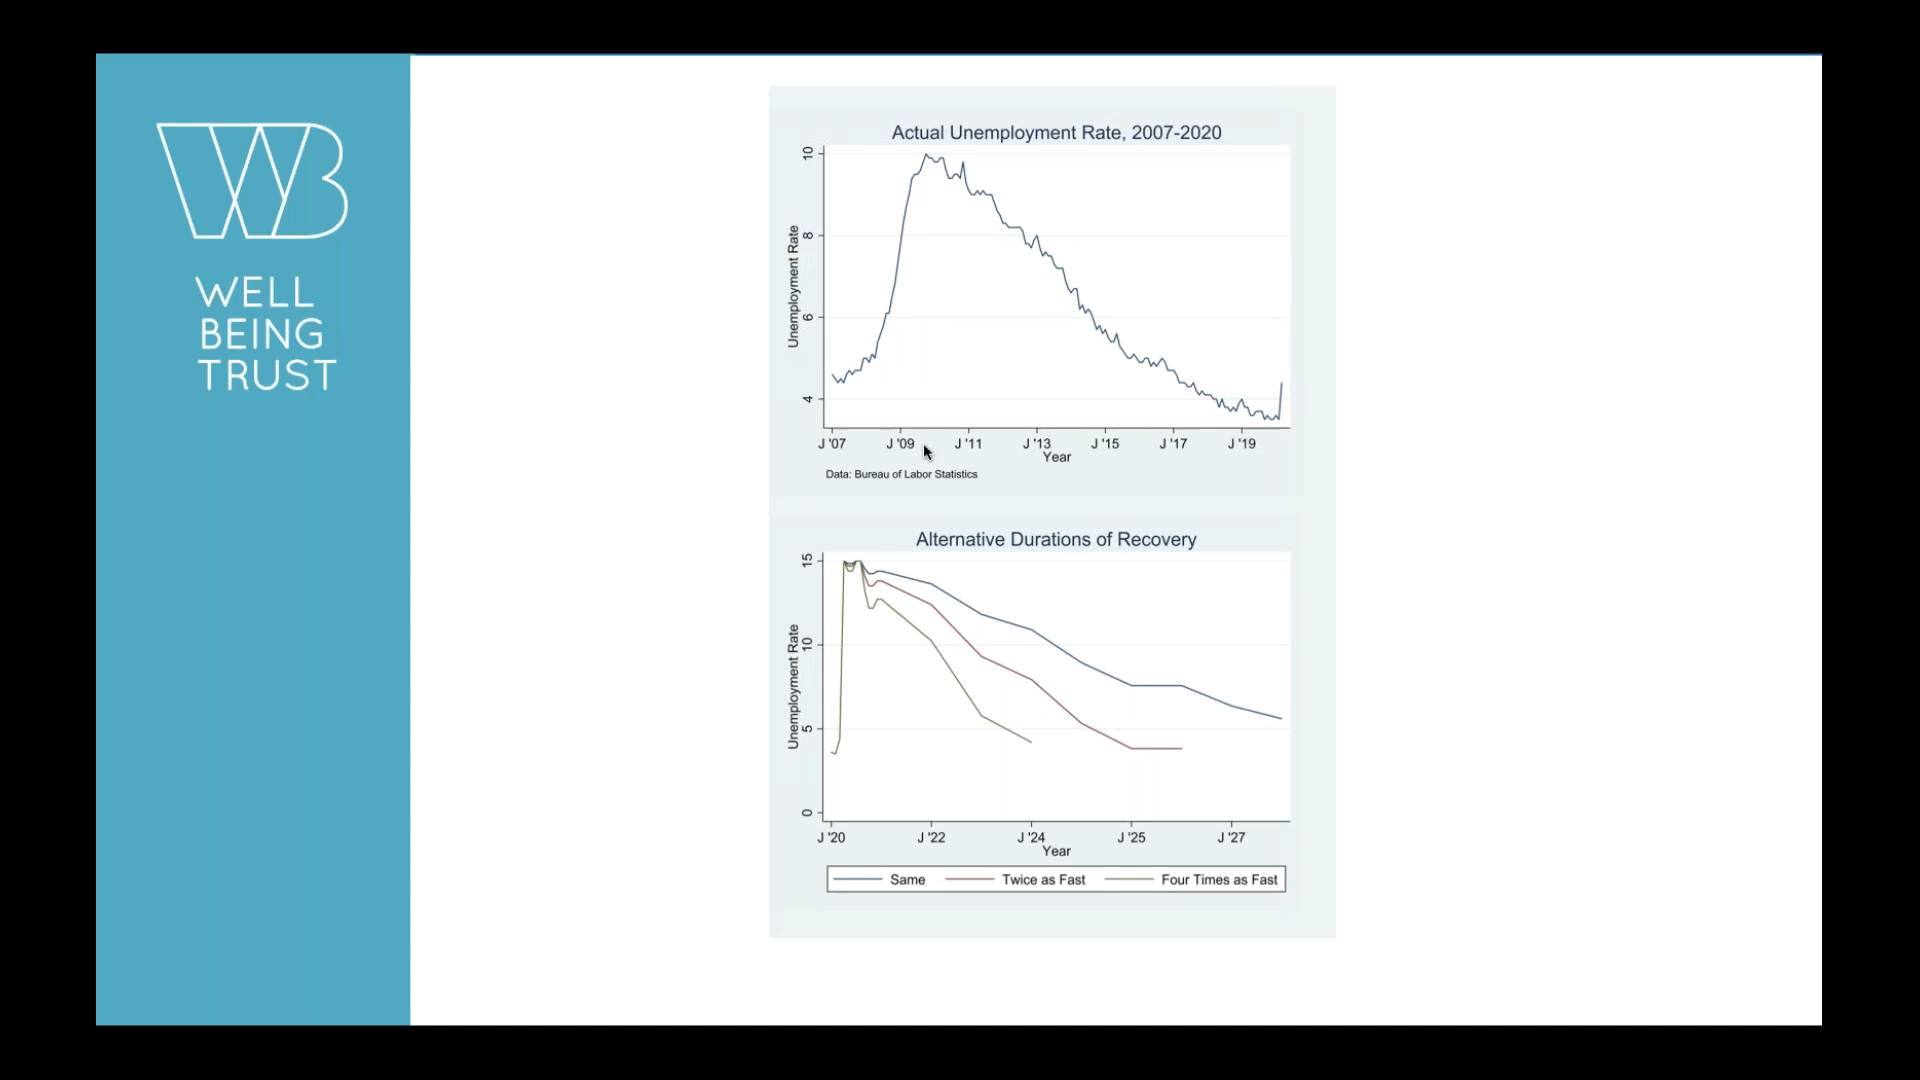 WB
WELL
BEING
TRUST
Actual Unemployment Rate, 2007-2020
Unemployment Rate
10
8
6
4
J '07 J '09 J '11 J '13 J '15 J '17 J '19
Year
Data: Bureau of Labor Statistics
Alternative Durations of Recovery
Unemployment Rate
15
10
5
0
J '20 J '22 J '24 J '25 J '27
Year
Same Twice as Fast Four Times as Fast